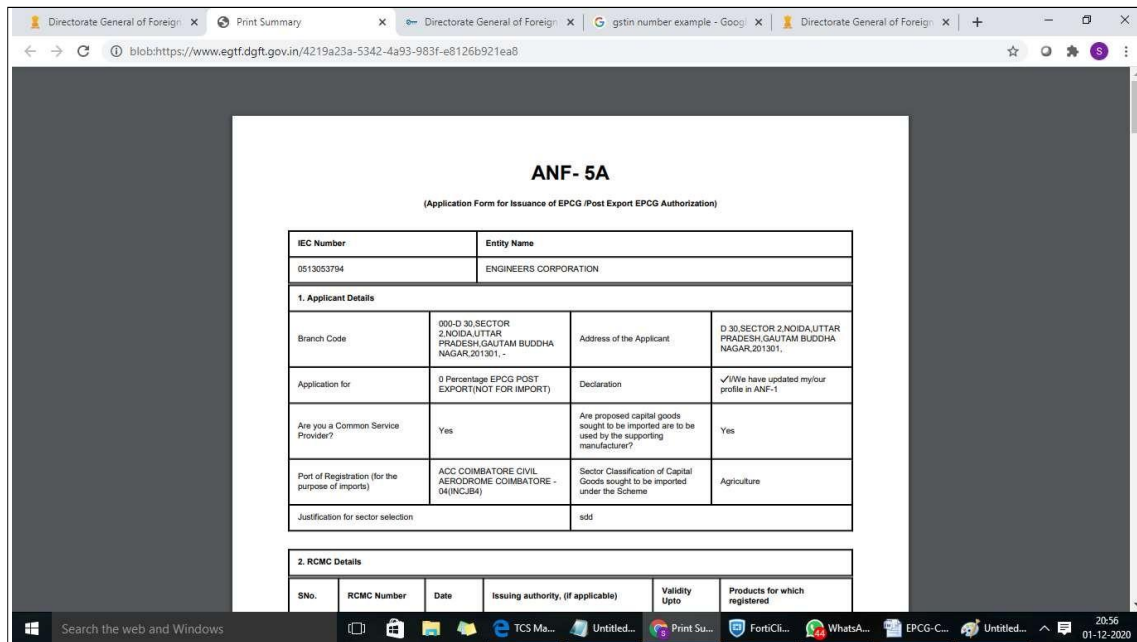 Directorate General of Foreign
Print Summary
Directorate General of Foreign
gstin number example - Googl
Directorate General of Foreign
blob:https://www.egtf.dgft.gov.in/4219a23a-5342-4a93-983f-e8126b921ea8
S
ANF- 5A
(Application Form for Issuance of EPCG /Post Export EPCG Authorization)
IEC Number
Entity Name
0513053794
ENGINEERS CORPORATION
1. Applicant Details
Branch Code
000-D 30,SECTOR
2,NOIDA,UTTAR
PRADESH,GAUTAM BUDDHA
NAGAR,201301, -
Address of the Applicant
D 30,SECTOR 2,NOIDA,UTTAR
PRADESH,GAUTAM BUDDHA
NAGAR,201301,
Application for
0 Percentage EPCG POST
EXPORT(NOT FOR IMPORT)
Declaration
✓I/We have updated my/our
profile in ANF-1
Are you a Common Service
Provider?
Yes
Are proposed capital goods
sought to be imported are to be
used by the supporting
manufacturer?
Yes
Port of Registration (for the
purpose of imports)
ACC COIMBATORE CIVIL
AERODROME COIMBATORE -
04(INCJB4)
Sector Classification of Capital
Goods sought to be imported
under the Scheme
Agriculture
Justification for sector selection
sdd
2. RCMC Details
SNo.
RCMC Number
Date
Issuing authority, (if applicable)
Validity
Upto
Products for which
registered
Search the web and Windows
TCS Ma...
Untitled...
Print Su...
FortiCli...
44
WhatsA...
EPCG-C...
Untitled...
20:56
01-12-2020